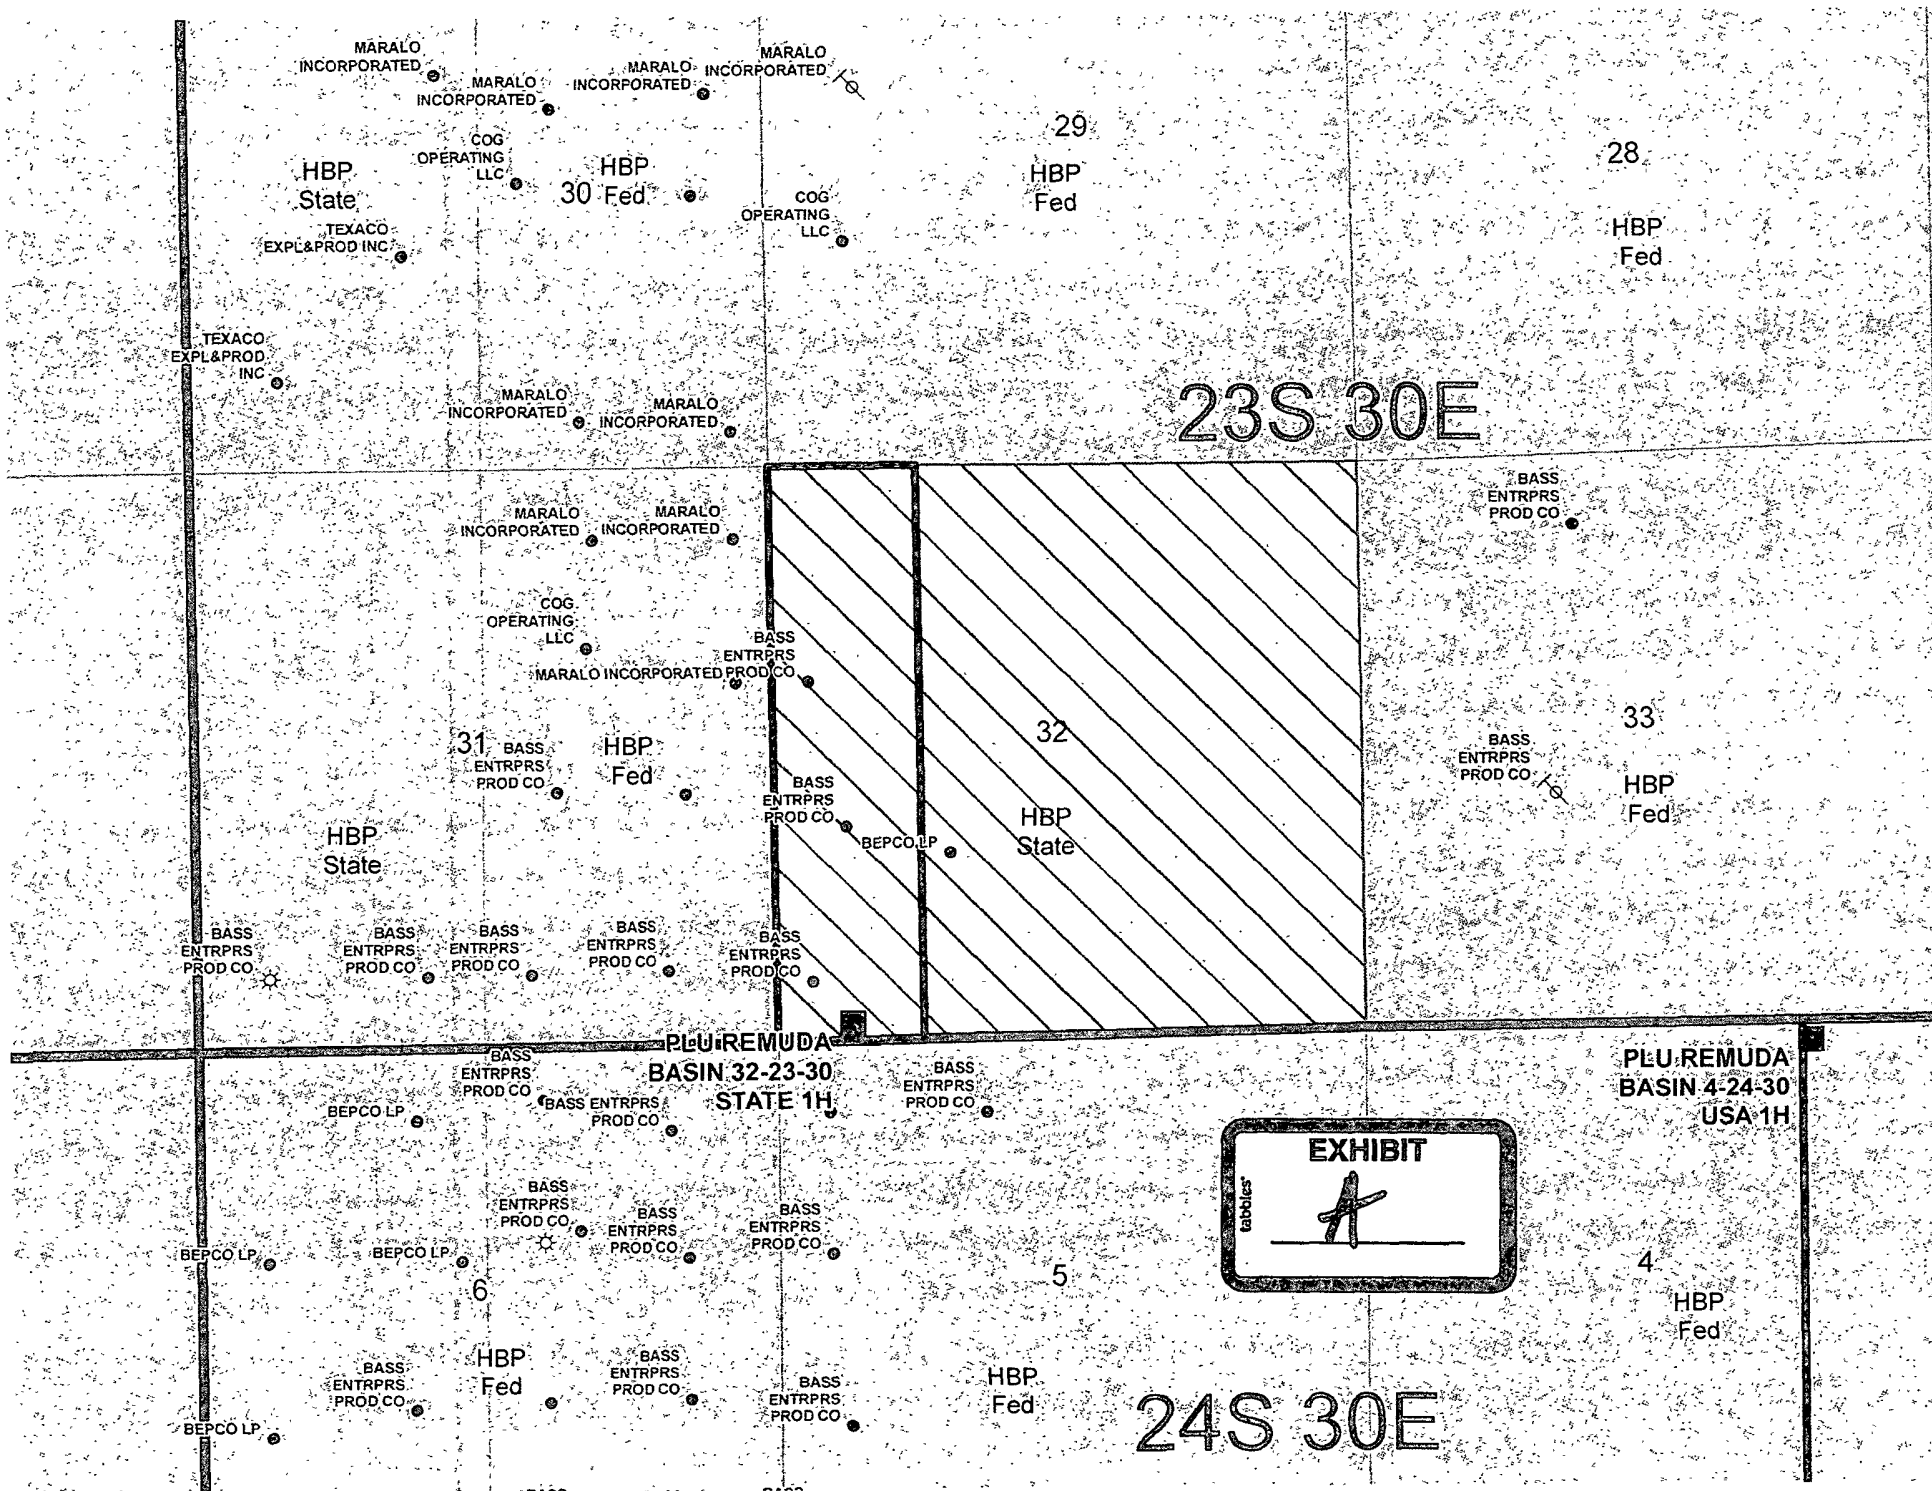 MARALO
INCORPORATED
MARALO
INCORPORATED
MARALO
INCORPORATED
MARALO
INCORPORATED
29
28
COG
OPERATING
LLC
HBP
State
30
HBP
Fed
HBP
Fed
HBP
Fed
COG
OPERATING
LLC
TEXACO
EXPL&PROD INC
TEXACO
EXPL&PROD
INC
MARALO
INCORPORATED
MARALO
INCORPORATED
23S 30E
BASS
ENTRPRS
PROD CO
MARALO
INCORPORATED
MARALO
INCORPORATED
COG
OPERATING
LLC
BASS
ENTRPRS
PROD CO
MARALO INCORPORATED
31
BASS
ENTRPRS
PROD CO
HBP
Fed
32
33
BASS
ENTRPRS
PROD CO
HBP
Fed
BASS
ENTRPRS
PROD CO
BEPCO LP
HBP
State
HBP
State
BASS
ENTRPRS
PROD CO
BASS
ENTRPRS
PROD CO
BASS
ENTRPRS
PROD CO
BASS
ENTRPRS
PROD CO
BASS
ENTRPRS
PROD CO
PLU REMUDA
BASIN 32-23-30
STATE 1H
BASS
ENTRPRS
PROD CO
BASS
ENTRPRS
PROD CO
PLU REMUDA
BASIN 4-24-30
USA 1H
BEPCO LP
BASS ENTRPRS
PROD CO
EXHIBIT
A
tabbies®
BASS
ENTRPRS
PROD CO
BASS
ENTRPRS
PROD CO
BASS
ENTRPRS
PROD CO
BEPCO LP
BEPCO LP
6
5
4
HBP
Fed
HBP
Fed
BASS
ENTRPRS
PROD CO
BASS
ENTRPRS
PROD CO
BASS
ENTRPRS
PROD CO
HBP
Fed
24S 30E
BEPCO LP